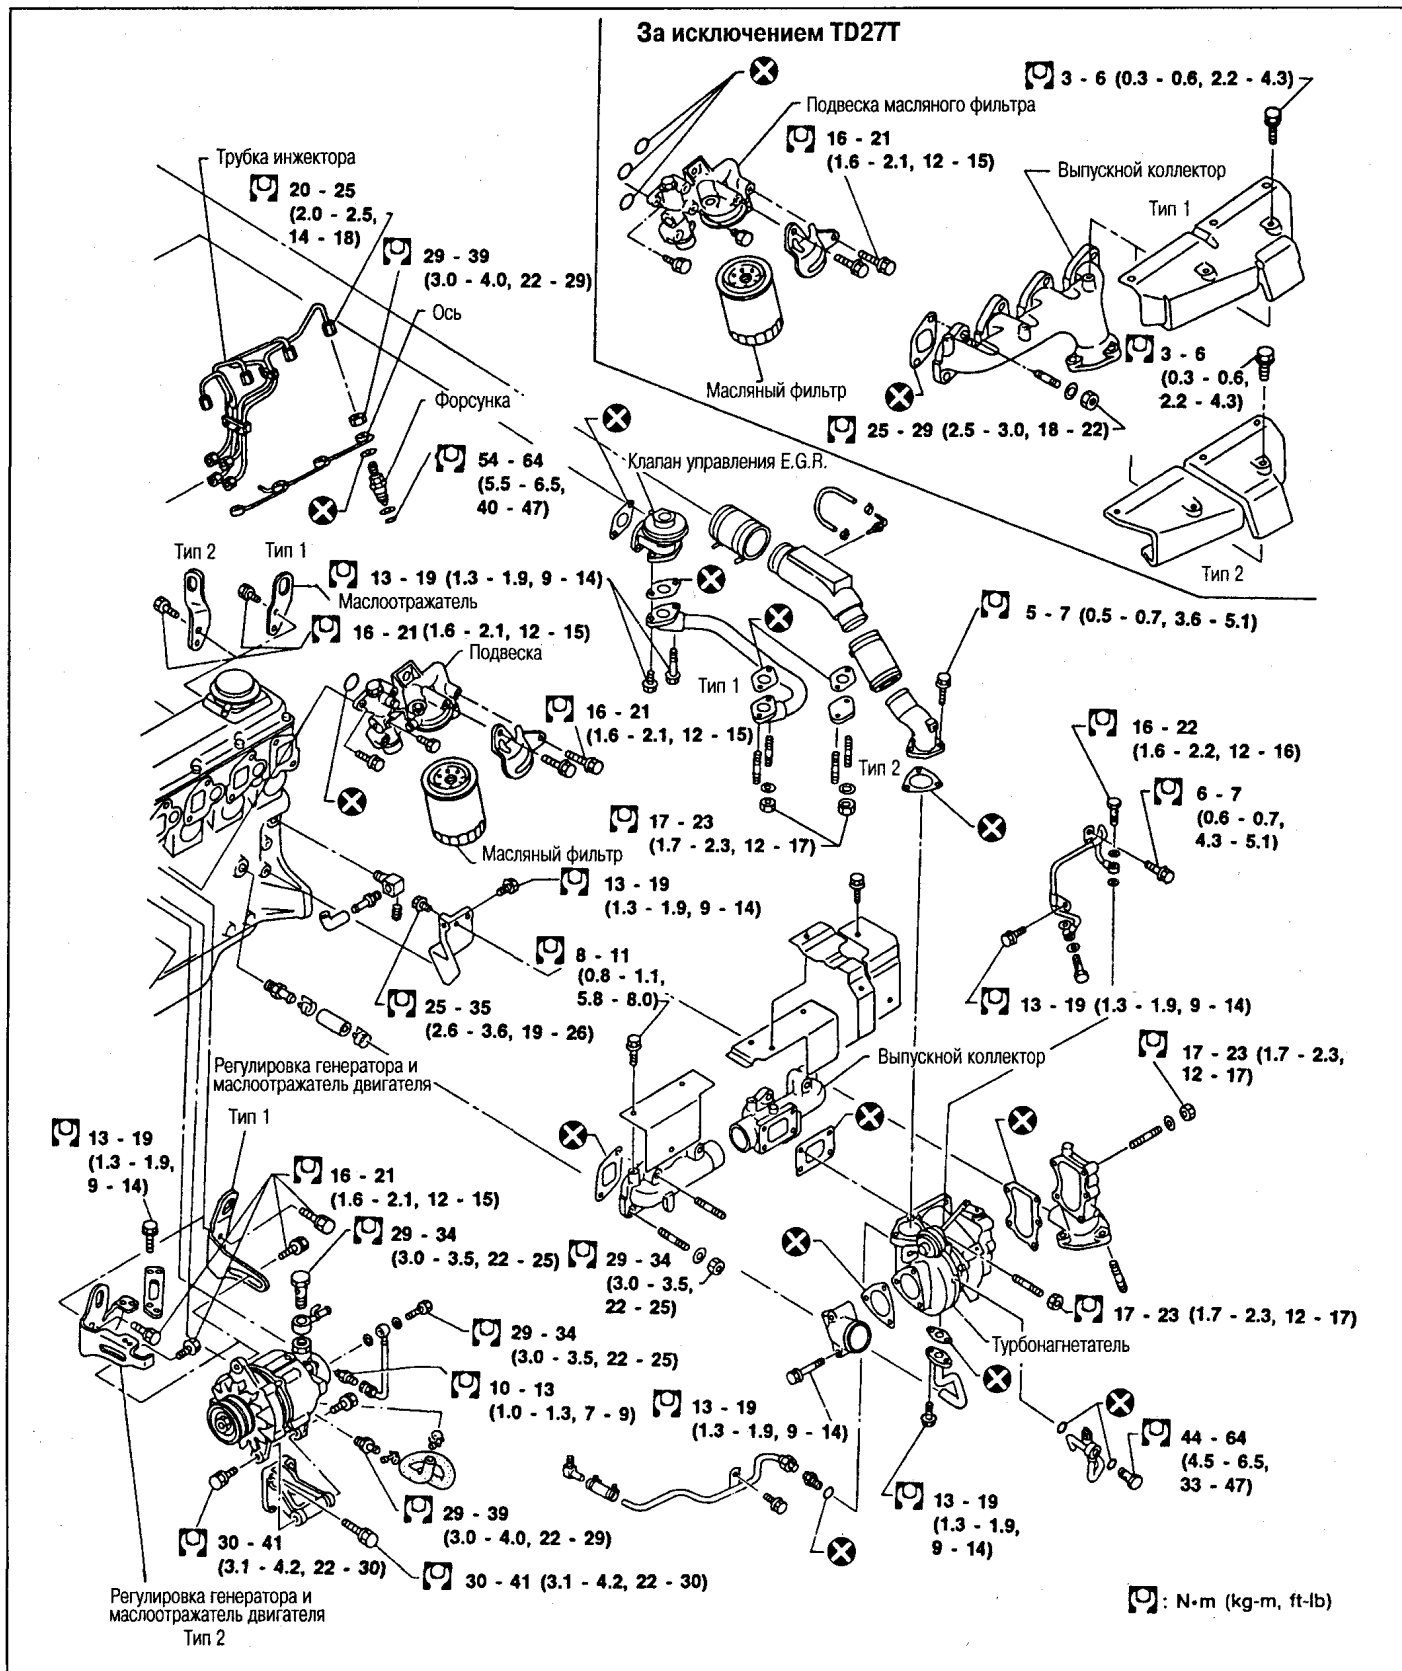 За исключением TD27T
3 - 6 (0.3 - 0.6, 2.2 - 4.3)
Подвеска масляного фильтра
16 - 21
(1.6 - 2.1, 12 - 15)
Выпускной коллектор
Тип 1
Масляный фильтр
3 - 6
(0.3 - 0.6,
2.2 - 4.3)
25 - 29 (2.5 - 3.0, 18 - 22)
Тип 2
Трубка инжектора
20 - 25
(2.0 - 2.5,
14 - 18)
29 - 39
(3.0 - 4.0, 22 - 29)
Ось
Форсунка
54 - 64
(5.5 - 6.5,
40 - 47)
Клапан управления E.G.R.
Тип 2
Тип 1
13 - 19 (1.3 - 1.9, 9 - 14)
Маслоотражатель
16 - 21 (1.6 - 2.1, 12 - 15)
Подвеска
5 - 7 (0.5 - 0.7, 3.6 - 5.1)
Тип 1
16 - 21
(1.6 - 2.1, 12 - 15)
Тип 2
16 - 22
(1.6 - 2.2, 12 - 16)
6 - 7
(0.6 - 0.7,
4.3 - 5.1)
17 - 23
(1.7 - 2.3, 12 - 17)
Масляный фильтр
13 - 19
(1.3 - 1.9, 9 - 14)
8 - 11
(0.8 - 1.1,
5.8 - 8.0)
25 - 35
(2.6 - 3.6, 19 - 26)
13 - 19 (1.3 - 1.9, 9 - 14)
Выпускной коллектор
17 - 23 (1.7 - 2.3,
12 - 17)
Регулировка генератора и
маслоотражатель двигателя
Тип 1
13 - 19
(1.3 - 1.9,
9 - 14)
16 - 21
(1.6 - 2.1, 12 - 15)
29 - 34
(3.0 - 3.5, 22 - 25)
29 - 34
(3.0 - 3.5,
22 - 25)
17 - 23 (1.7 - 2.3, 12 - 17)
Турбонагнетатель
29 - 34
(3.0 - 3.5, 22 - 25)
10 - 13
(1.0 - 1.3, 7 - 9)
13 - 19
(1.3 - 1.9, 9 - 14)
44 - 64
(4.5 - 6.5,
33 - 47)
13 - 19
(1.3 - 1.9,
9 - 14)
29 - 39
(3.0 - 4.0, 22 - 29)
30 - 41
(3.1 - 4.2, 22 - 30)
30 - 41 (3.1 - 4.2, 22 - 30)
Регулировка генератора и
маслоотражатель двигателя
Тип 2
: N•m (kg-m, ft-lb)